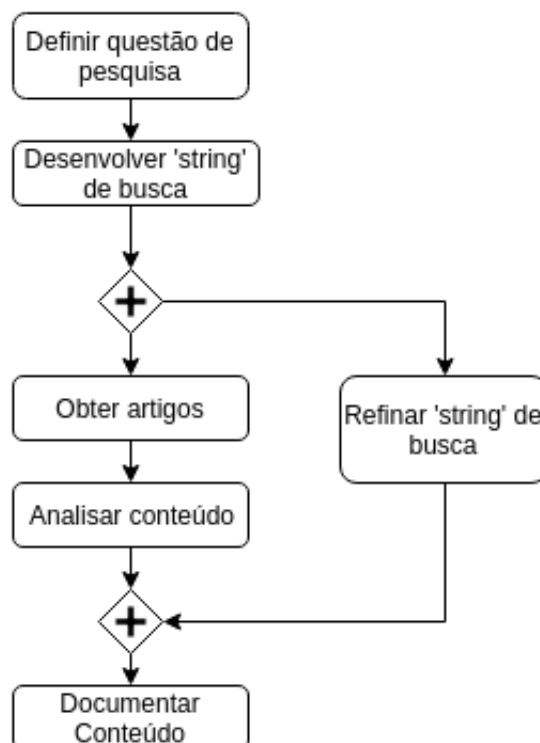 Definir questão de
pesquisa
Desenvolver 'string'
de busca
Obter artigos
Refinar 'string' de
busca
Analisar conteúdo
Documentar
Conteúdo